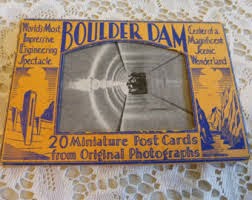 BOULDER DAM
World's Most
Impressive
Engineering
Spectacle
Center of a
Magnificent
Scenic
Wonderland
20 Miniature Post Cards
from Original Photographs